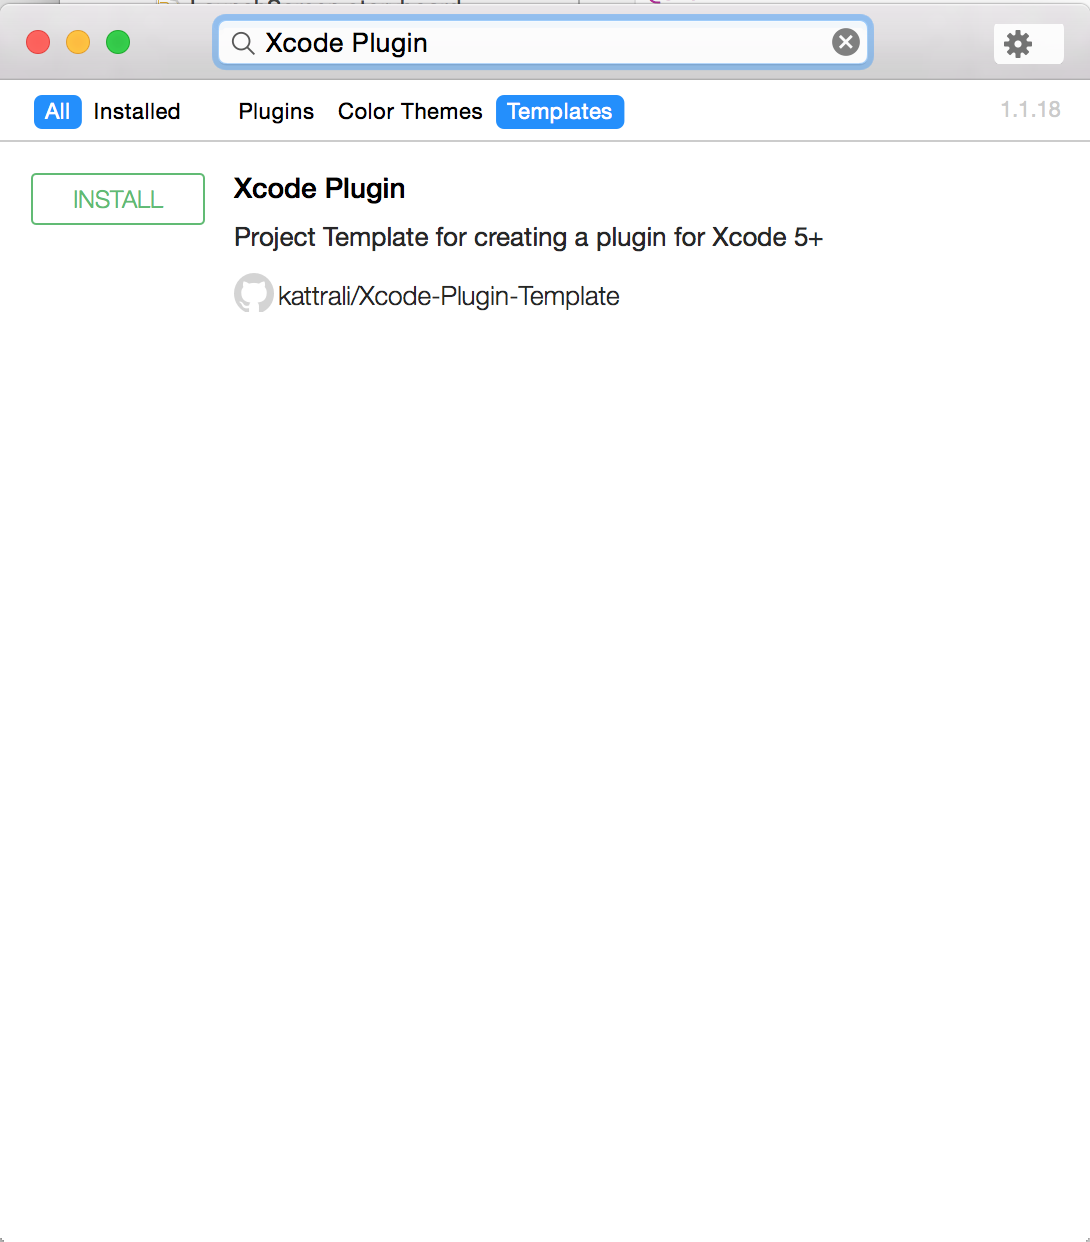 Xcode Plugin
All Installed Plugins Color Themes Templates 1.1.18
INSTALL
Xcode Plugin
Project Template for creating a plugin for Xcode 5+
kattrali/Xcode-Plugin-Template